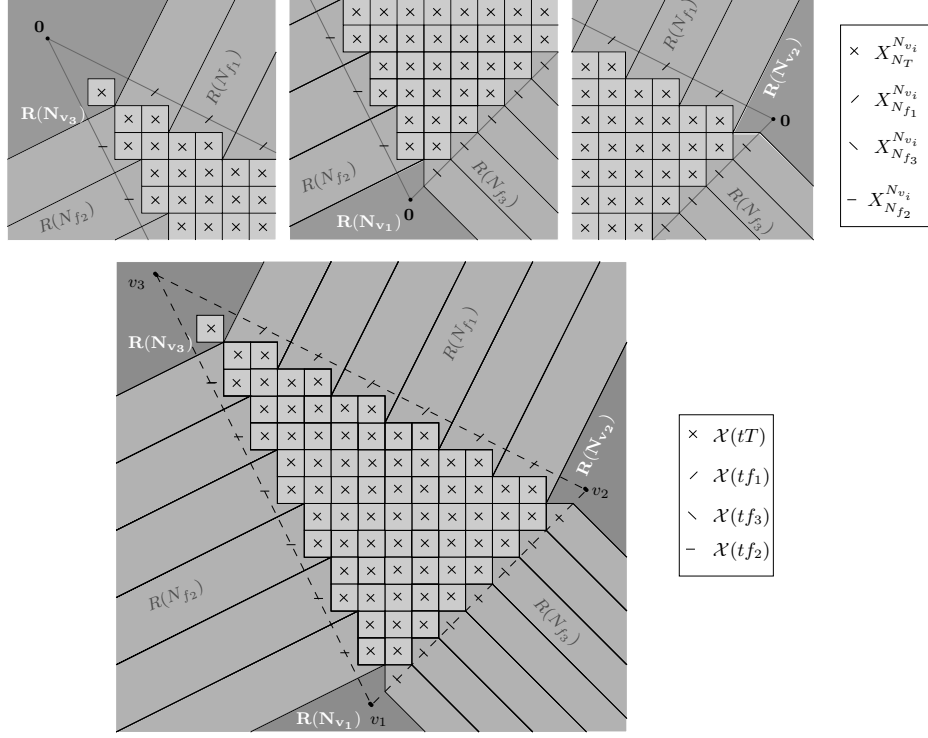 0
R(N_{f_1})
R(N_{v_3})
R(N_{f_2})
R(N_{f_2})
R(N_{f_3})
0
R(N_{v_1})
R(N_{f_1})
R(N_{v_2})
0
R(N_{f_3})
× X^{N_{v_i}}_{N_T}
X^{N_{v_i}}_{N_{f_1}}
X^{N_{v_i}}_{N_{f_3}}
X^{N_{v_i}}_{N_{f_2}}
v_3
R(N_{v_3})
R(N_{f_1})
R(N_{v_2})
v_2
R(N_{f_2})
R(N_{f_3})
R(N_{v_1})
v_1
× 𝒳(tT)
𝒳(tf_1)
𝒳(tf_3)
𝒳(tf_2)